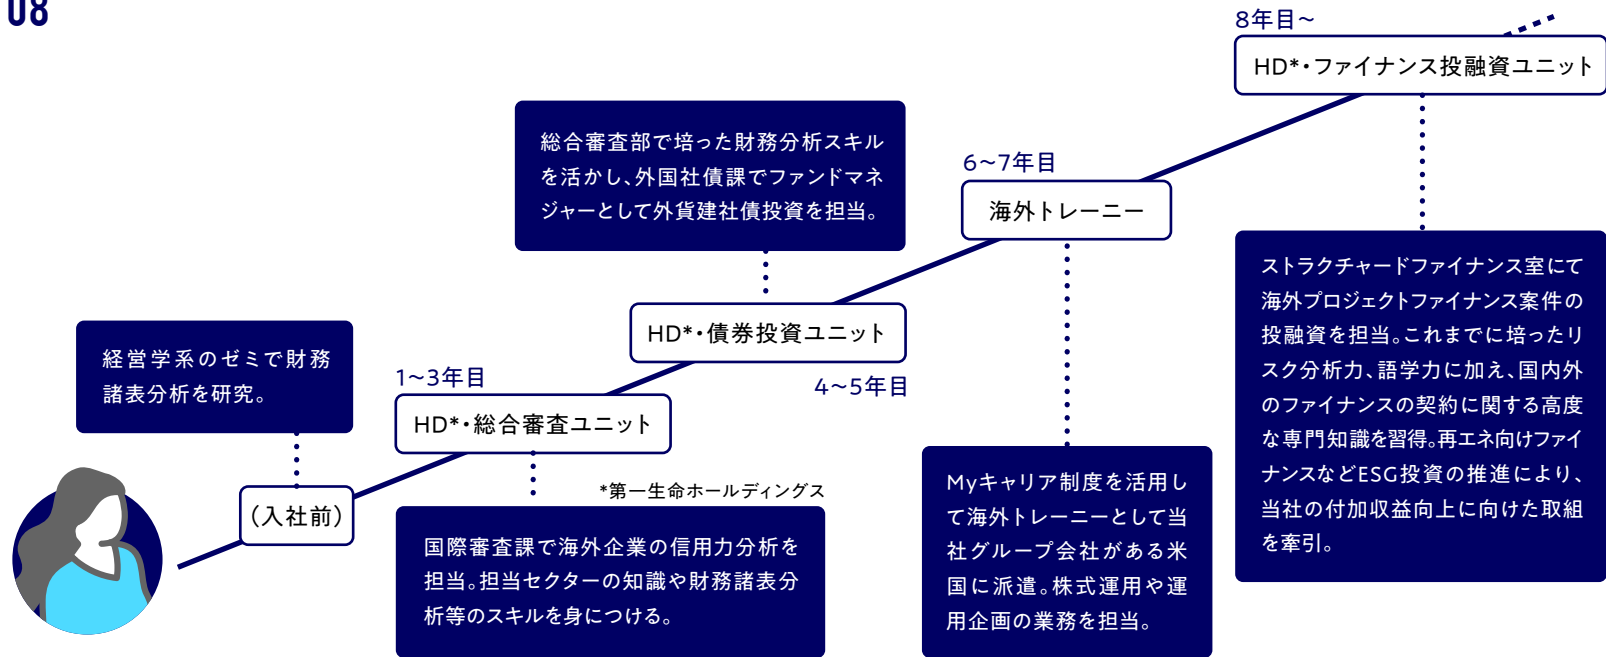 08
経営学系のゼミで財務
諸表分析を研究。
(入社前)
1~3年目
HD*・総合審査ユニット
*第一生命ホールディングス
国際審査課で海外企業の信用力分析を
担当。担当セクターの知識や財務諸表分
析等のスキルを身につける。
総合審査部で培った財務分析スキル
を活かし、外国社債課でファンドマネ
ジャーとして外貨建社債投資を担当。
HD*・債券投資ユニット
4~5年目
6~7年目
海外トレーニー
Myキャリア制度を活用し
て海外トレーニーとして当
社グループ会社がある米
国に派遣。株式運用や運
用企画の業務を担当。
8年目~
HD*・ファイナンス投融資ユニット
ストラクチャードファイナンス室にて
海外プロジェクトファイナンス案件の
投融資を担当。これまでに培ったリ
スク分析力、語学力に加え、国内外
のファイナンスの契約に関する高度
な専門知識を習得。再エネ向けファイ
ナンスなどESG投資の推進により、
当社の付加収益向上に向けた取組
を牽引。